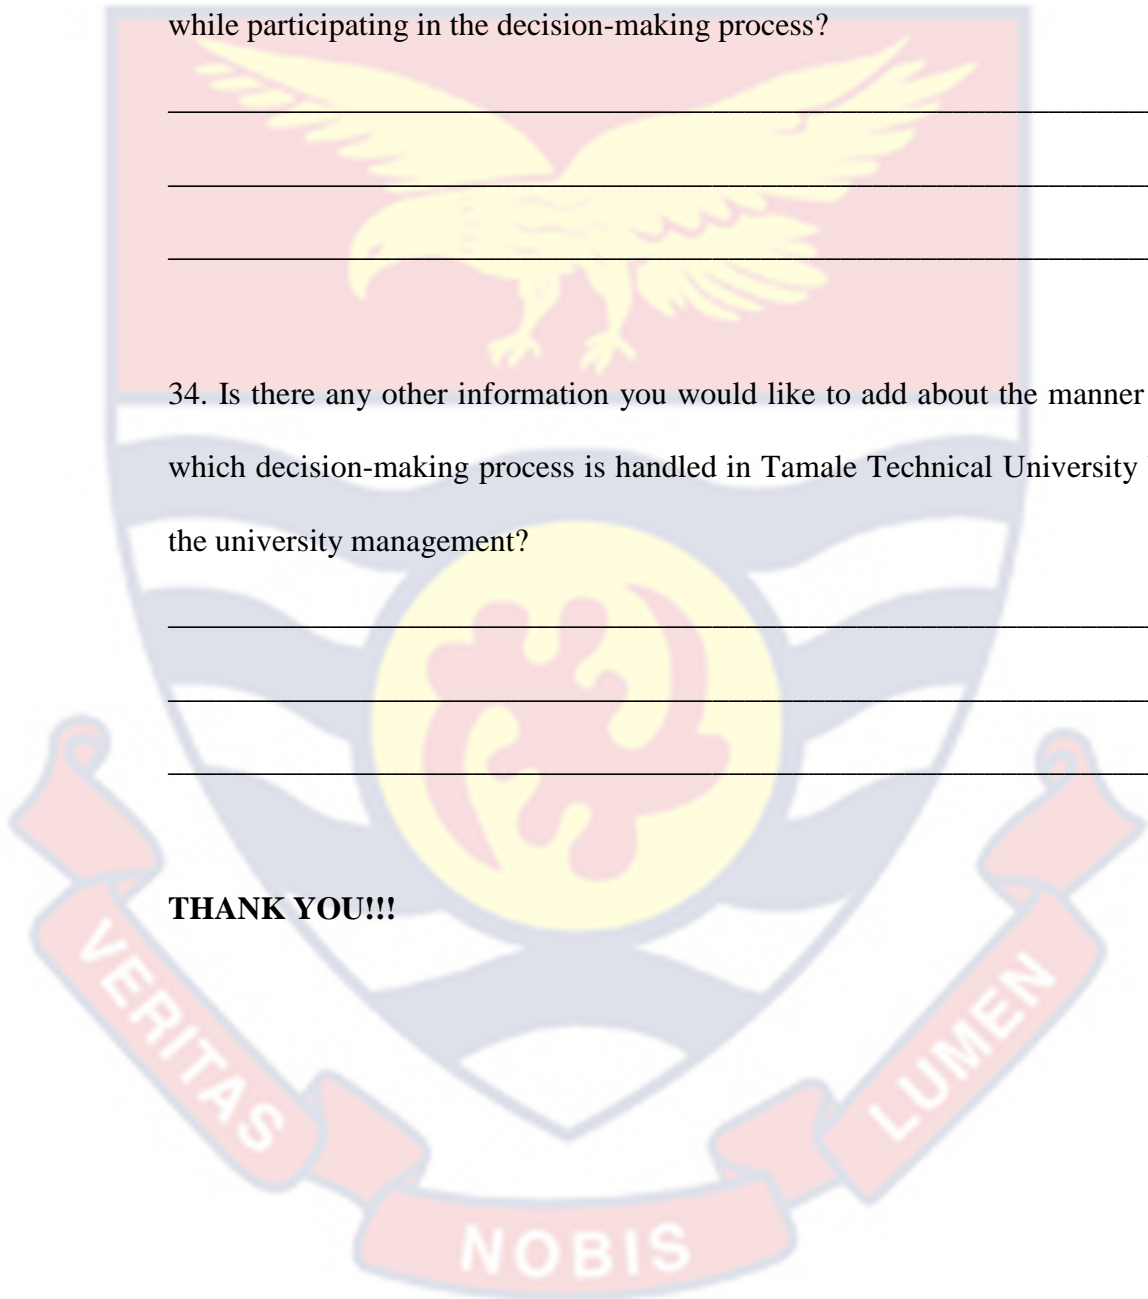 while participating in the decision-making process?
34. Is there any other information you would like to add about the manner
which decision-making process is handled in Tamale Technical University
the university management?
THANK YOU!!!
VERITAS
NOBIS
LUMEN